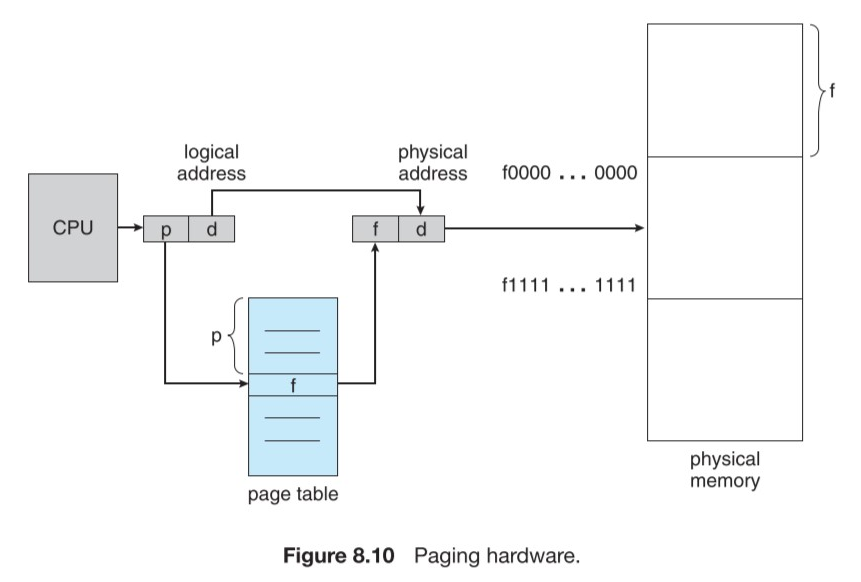 f
logical
address
physical
address
f0000 ... 0000
CPU
p d
f d
f1111 ... 1111
p
f
page table
physical
memory
Figure 8.10 Paging hardware.